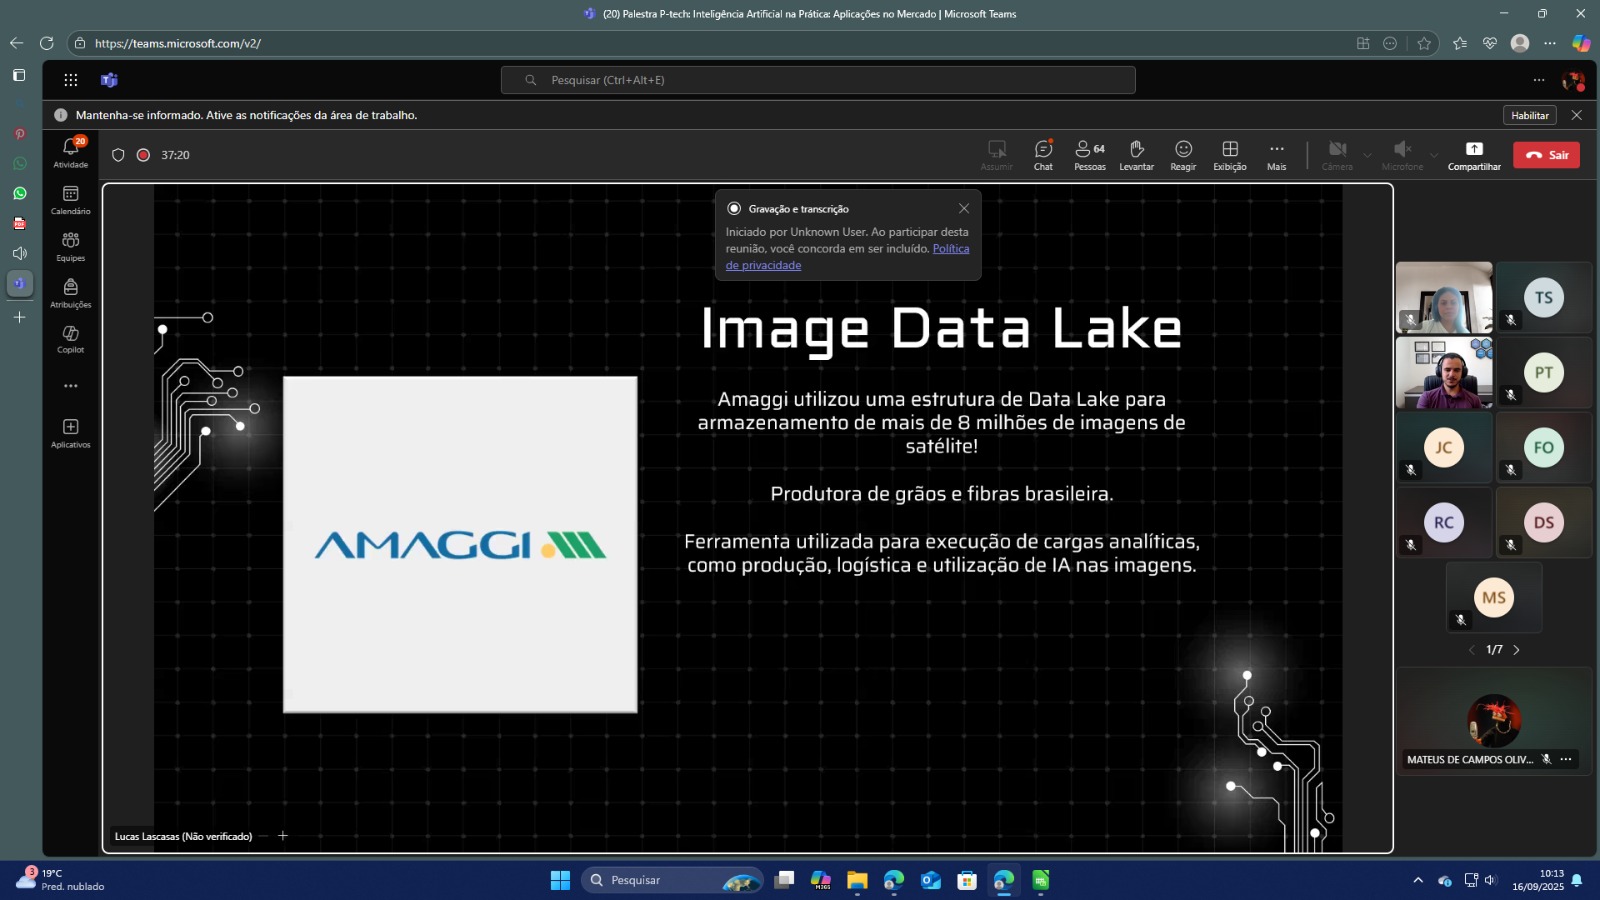 (20) Palestra P-tech: Inteligência Artificial na Prática: Aplicações no Mercado | Microsoft Teams
https://teams.microsoft.com/v2/
Pesquisar (Ctrl+Alt+E)
Mantenha-se informado. Ative as notificações da área de trabalho.
Habilitar
20
Atividade
Calendário
Equipes
Atribuições
Copilot
Aplicativos
37:20
Assumir
Chat
64
Pessoas
Levantar
Reagir
Exibição
Mais
Câmera
Microfone
Compartilhar
Sair
Gravação e transcrição
Iniciado por Unknown User. Ao participar desta
reunião, você concorda em ser incluído. Política
de privacidade
Image Data Lake
Amaggi utilizou uma estrutura de Data Lake para
armazenamento de mais de 8 milhões de imagens de
satélite!
Produtora de grãos e fibras brasileira.
Ferramenta utilizada para execução de cargas analíticas,
como produção, logística e utilização de IA nas imagens.
AMAGGI
Lucas Lascasas (Não verificado)
TS
PT
JC
FO
RC
DS
MS
1/7
MATEUS DE CAMPOS OLIV...
3
19°C
Pred. nublado
Pesquisar
M365
10:13
16/09/2025